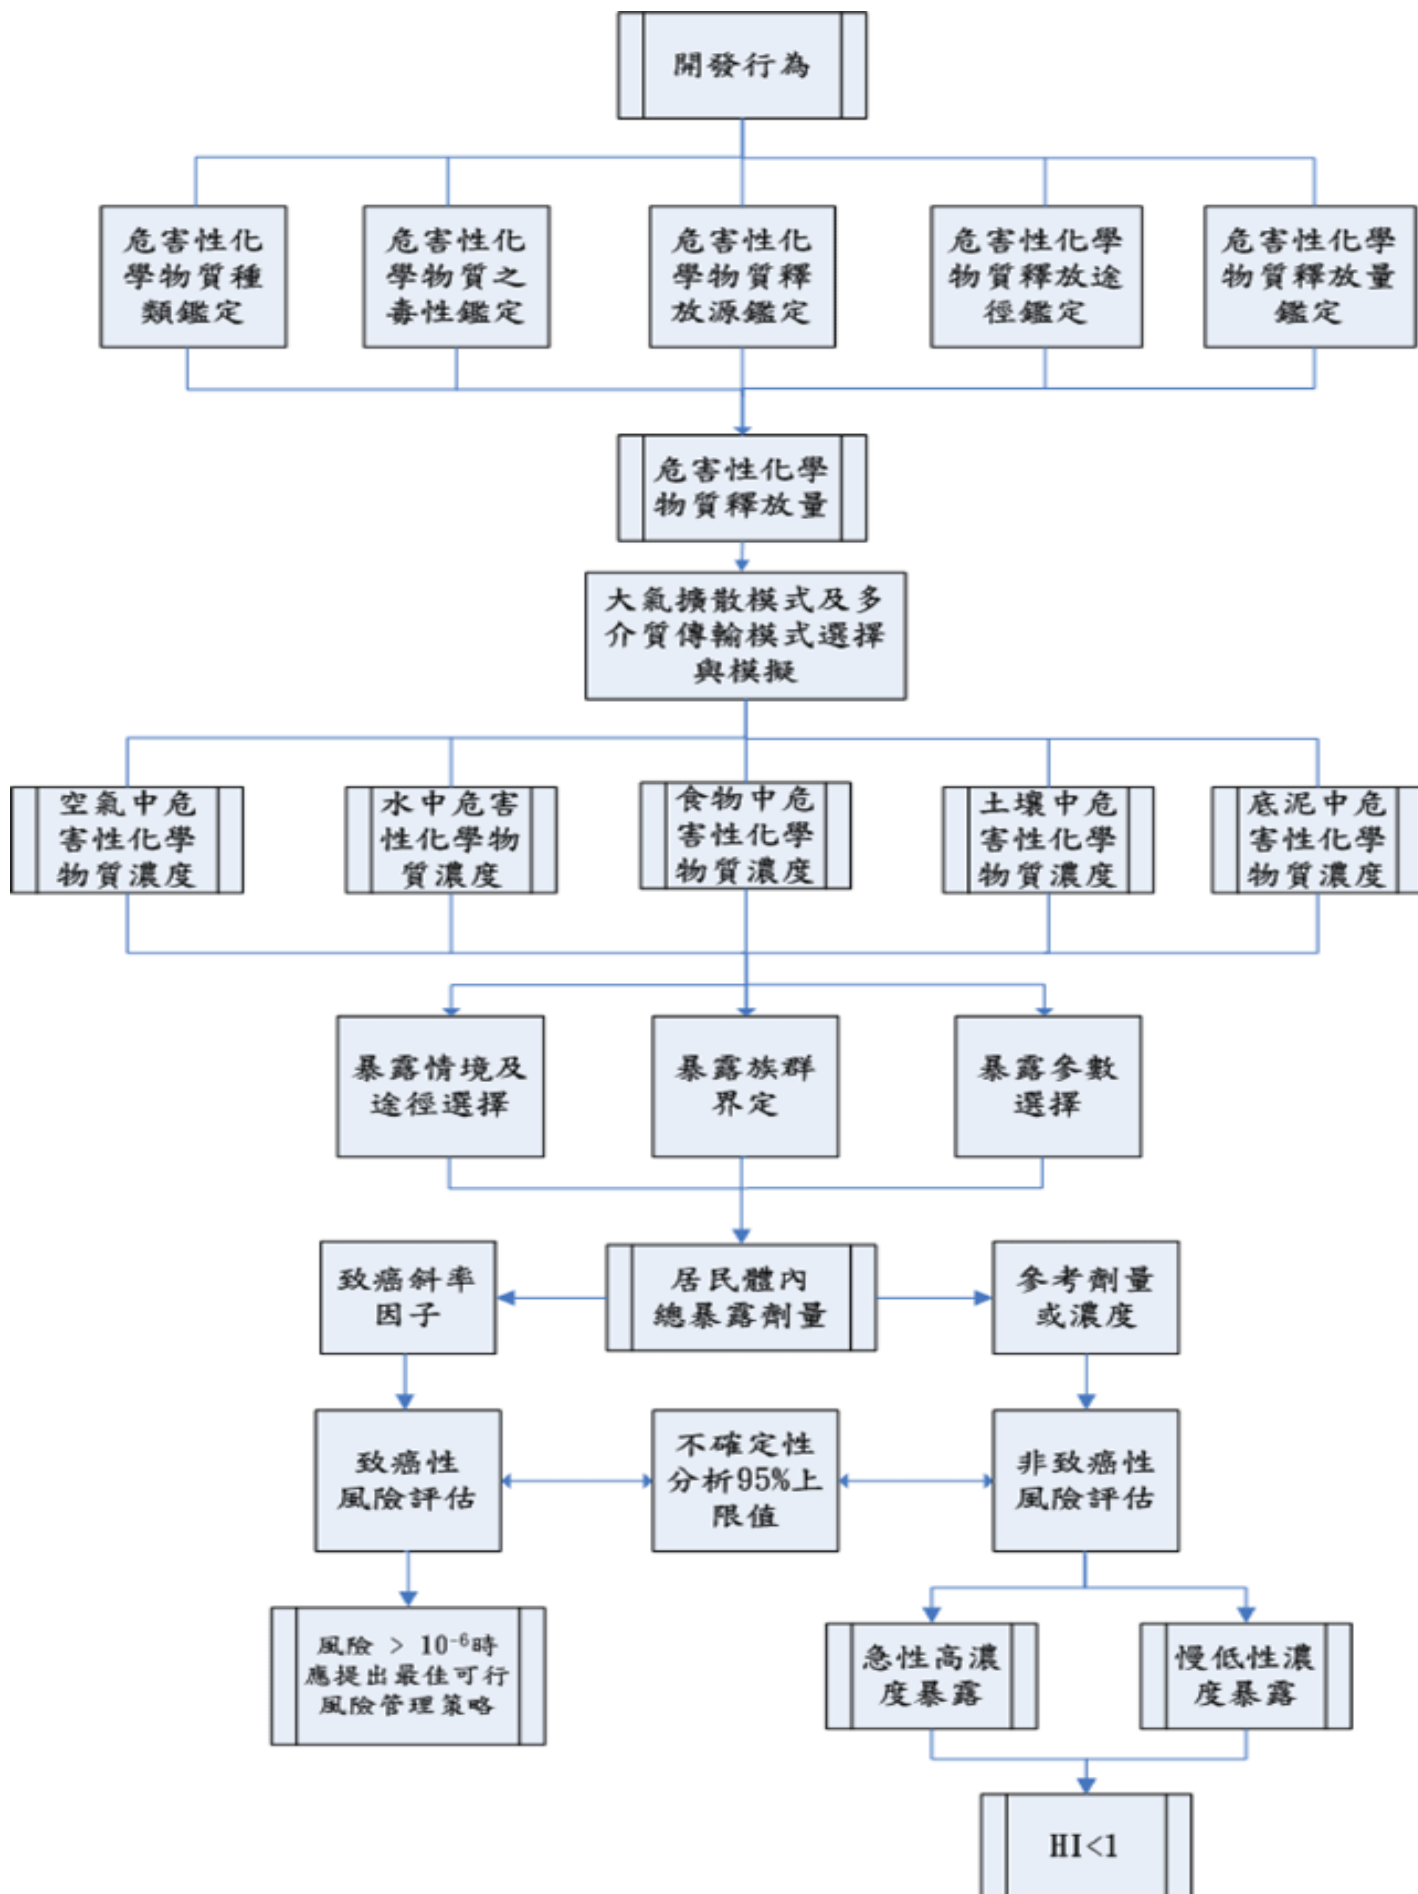 開發行為
危害性化
學物質種
類鑑定
危害性化
學物質之
毒性鑑定
危害性化
學物質釋
放源鑑定
危害性化學
物質釋放途
徑鑑定
危害性化學
物質釋放量
鑑定
危害性化學
物質釋放量
大氣擴散模式及多
介質傳輸模式選擇
與模擬
空氣中危
害性化學
物質濃度
水中危害
性化學物
質濃度
食物中危
害性化學
物質濃度
土壤中危
害性化學
物質濃度
底泥中危
害性化學
物質濃度
暴露情境及
途徑選擇
暴露族群
界定
暴露參數
選擇
致癌斜率
因子
居民體內
總暴露劑量
參考劑量
或濃度
致癌性
風險評估
不確定性
分析95%上
限值
非致癌性
風險評估
風險 > 10⁻⁶時
應提出最佳可行
風險管理策略
急性高濃
度暴露
慢低性濃
度暴露
HI<1